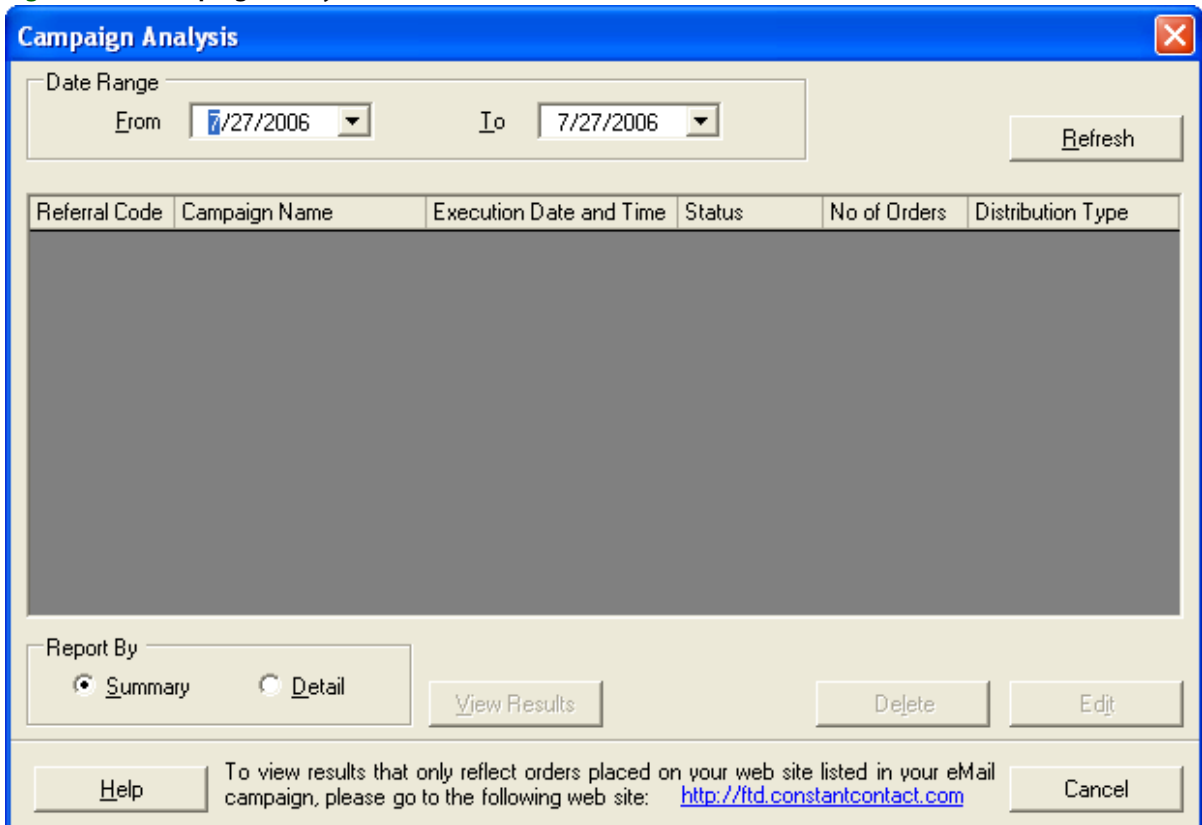 Campaign Analysis
Date Range
From 7/27/2006 To 7/27/2006
Refresh
Referral Code Campaign Name Execution Date and Time Status No of Orders Distribution Type
Report By
Summary Detail
View Results Delete Edit
Help To view results that only reflect orders placed on your web site listed in your eMail Cancel
campaign, please go to the following web site: http://ftd.constantcontact.com